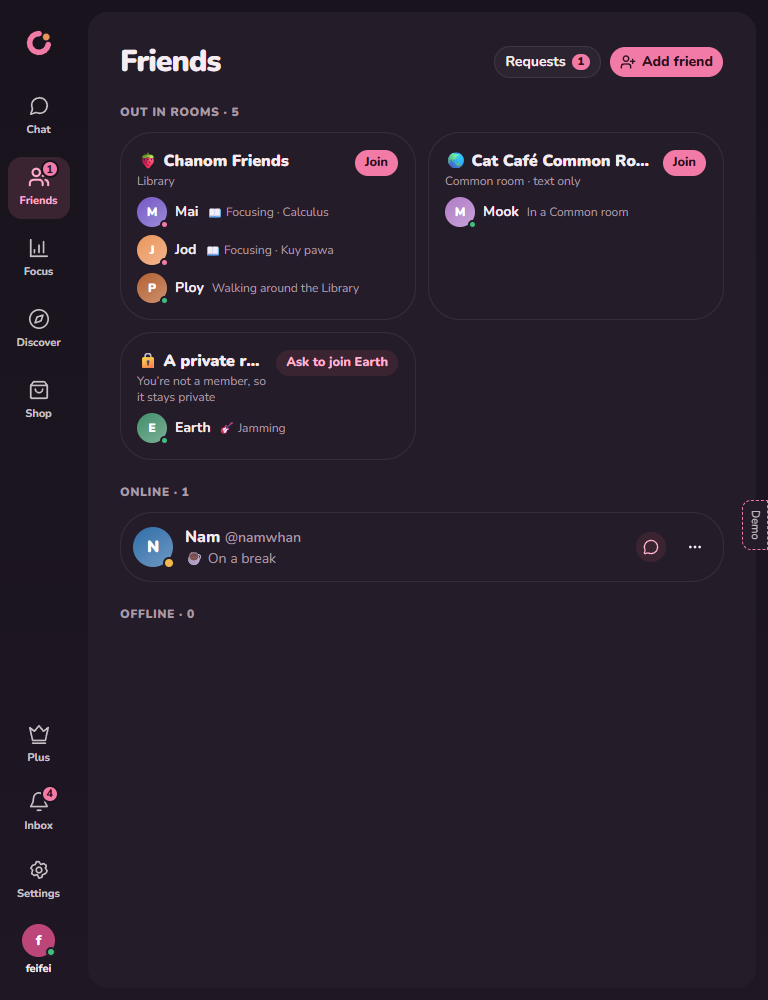 Chat
1
Friends
Focus
Discover
Shop
Plus
4
Inbox
Settings
f
feifei
Friends
Requests 1
Add friend
OUT IN ROOMS · 5
Chanom Friends
Join
Library
M Mai Focusing · Calculus
J Jod Focusing · Kuy pawa
P Ploy Walking around the Library
Cat Café Common Ro...
Join
Common room · text only
M Mook In a Common room
A private r...
Ask to join Earth
You're not a member, so
it stays private
E Earth Jamming
ONLINE · 1
N
Nam @namwhan
On a break
OFFLINE · 0
Demo